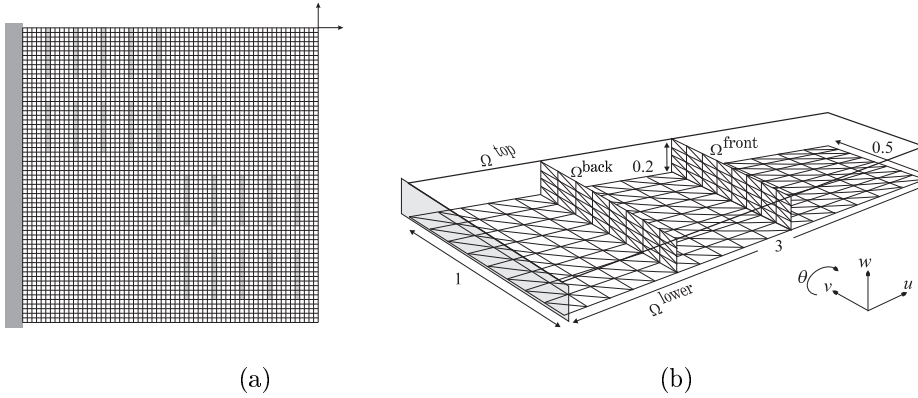 Ω top
Ω back
Ω front
0.2
0.5
1
3
Ω lower
θ
v
w
u
(a)
(b)